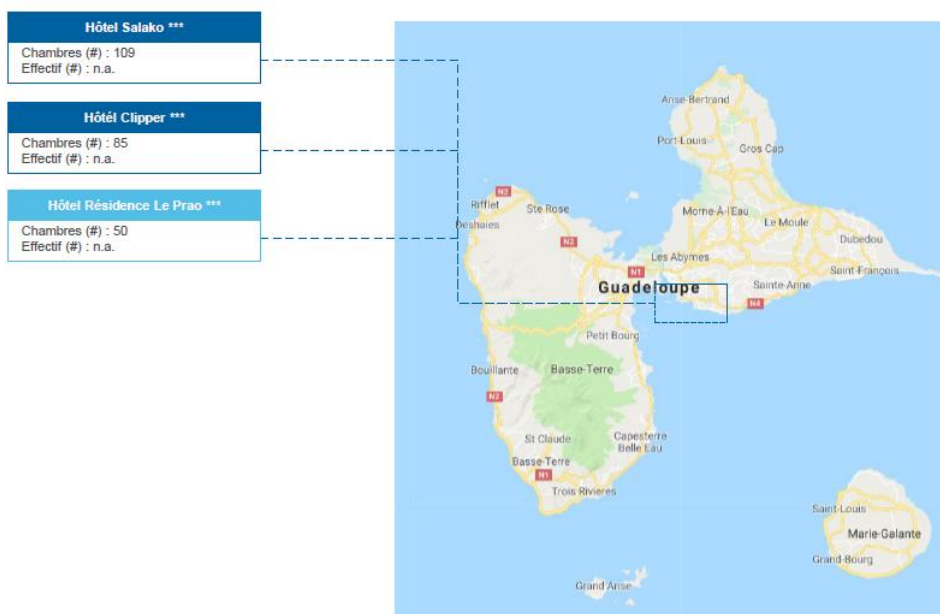 Hôtel Salako ***
Chambres (#) : 109
Effectif (#) : n.a.
Hôtél Clipper ***
Chambres (#) : 85
Effectif (#) : n.a.
Hôtel Résidence Le Prao ***
Chambres (#) : 50
Effectif (#) : n.a.
Anse-Bertrand
Port-Louis
Gros Cap
N2
Rifflet
Ste Rose
Morne-À-l'Eau
Le Moule
Deshaies
N2
Dubedou
Les Abymes
N1
Saint-François
Guadeloupe
Sainte-Anne
N4
Petit Bourg
Bouillante
Basse-Terre
N2
St Claude
Capesterre
Belle Eau
Basse-Terre
N1
Trois Rivieres
Saint-Louis
Marie-Galante
Grand-Bourg
Grand Anse